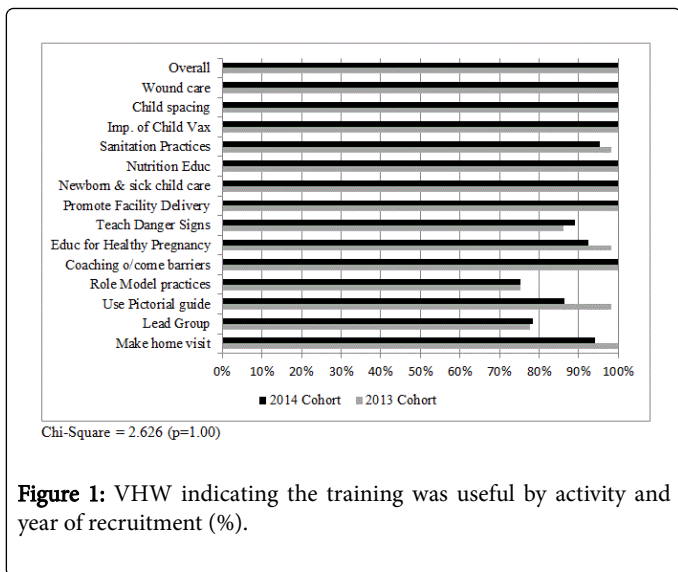 Overall
Wound care
Child spacing
Imp. of Child Vax
Sanitation Practices
Nutrition Educ
Newborn & sick child care
Promote Facility Delivery
Teach Danger Signs
Educ for Healthy Pregnancy
Coaching o/come barriers
Role Model practices
Use Pictorial guide
Lead Group
Make home visit
0% 10% 20% 30% 40% 50% 60% 70% 80% 90% 100%
2014 Cohort 2013 Cohort
Chi-Square = 2.626 (p=1.00)
Figure 1: VHW indicating the training was useful by activity and
year of recruitment (%).